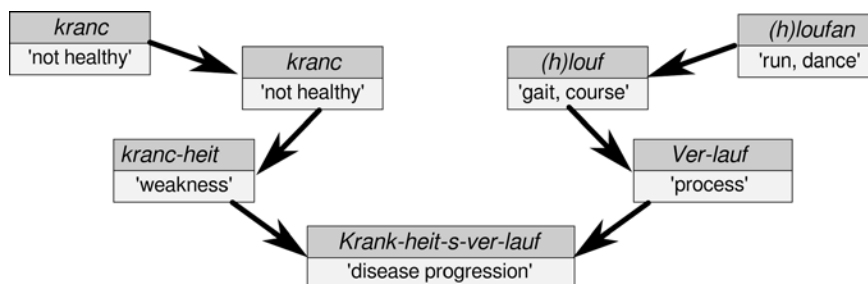 kranc
'not healthy'
kranc
'not healthy'
(h)louf
'gait, course'
(h)loufan
'run, dance'
kranc-heit
'weakness'
Ver-lauf
'process'
Krank-heit-s-ver-lauf
'disease progression'